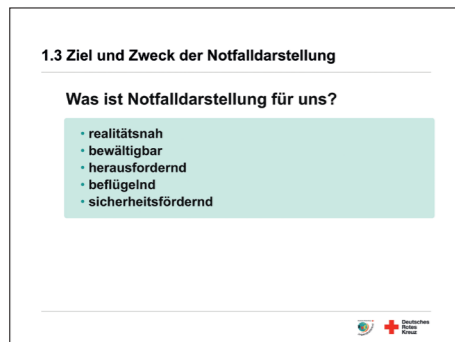 1.3 Ziel und Zweck der Notfalldarstellung
Was ist Notfalldarstellung für uns?
• realitätsnah
• bewältigbar
• herausfordernd
• beflügelnd
• sicherheitsfördernd
Deutsches
Rotes
Kreuz